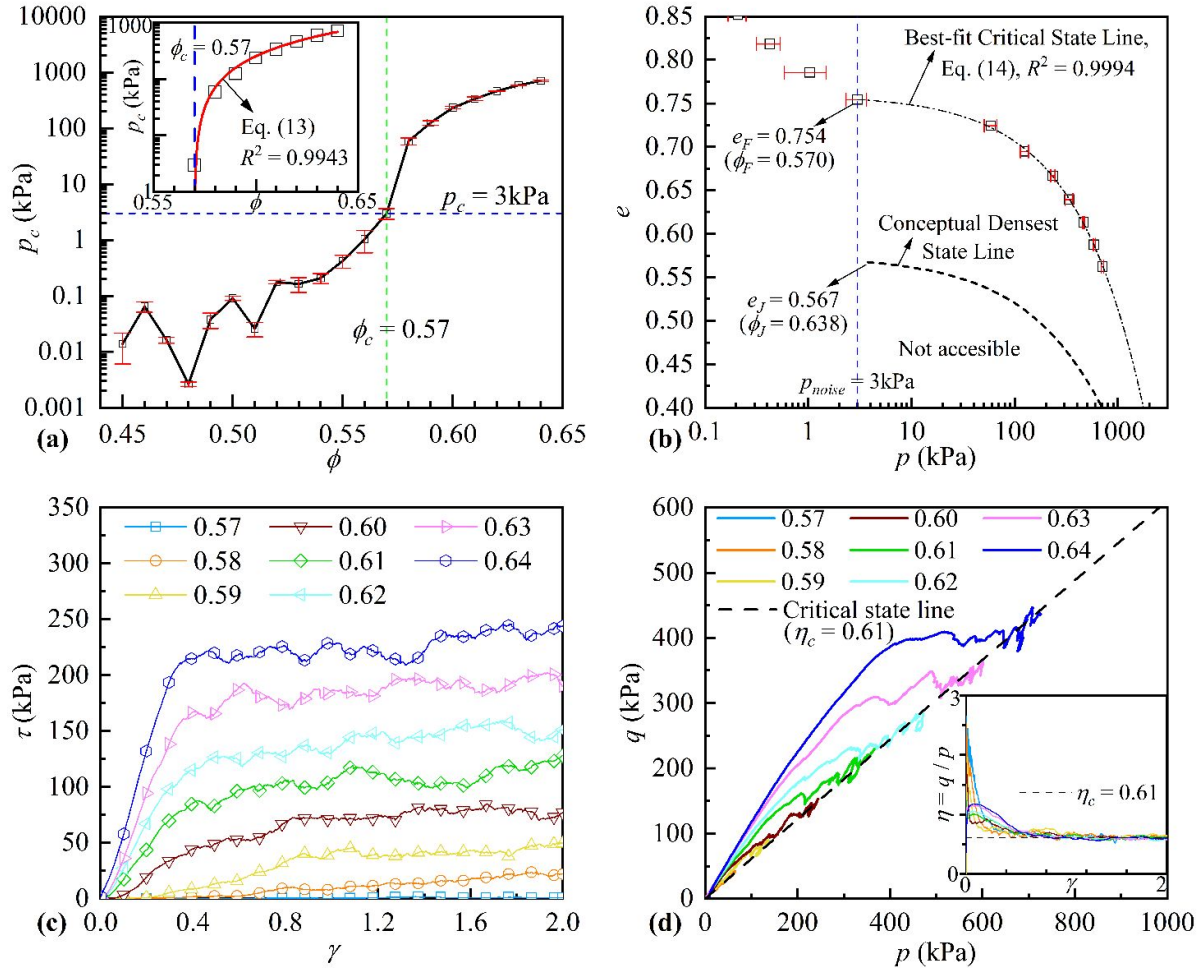 1000
100
10
1
0.1
0.01
0.001
p_c (kPa)
0.45
0.50
0.55
0.60
0.65
ϕ
(a)
1000
1
p_c (kPa)
0.55
ϕ
0.65
ϕ_c = 0.57
Eq. (13)
R² = 0.9943
p_c = 3kPa
ϕ_c = 0.57
0.85
0.80
0.75
0.70
0.65
0.60
0.55
0.50
0.45
0.40
e
0.1
1
10
100
1000
p (kPa)
(b)
Best-fit Critical State Line,
Eq. (14), R² = 0.9994
e_F = 0.754
(ϕ_F = 0.570)
Conceptual Densest
State Line
e_J = 0.567
(ϕ_J = 0.638)
Not accesible
p_noise = 3kPa
350
300
250
200
150
100
50
0
τ (kPa)
0.0
0.4
0.8
1.2
1.6
2.0
γ
(c)
0.57
0.60
0.63
0.58
0.61
0.64
0.59
0.62
600
500
400
300
200
100
0
q (kPa)
0
200
400
600
800
1000
p (kPa)
(d)
0.57
0.60
0.63
0.58
0.61
0.64
0.59
0.62
Critical state line
(η_c = 0.61)
3
0
η = q / p
η_c = 0.61
0
γ
2